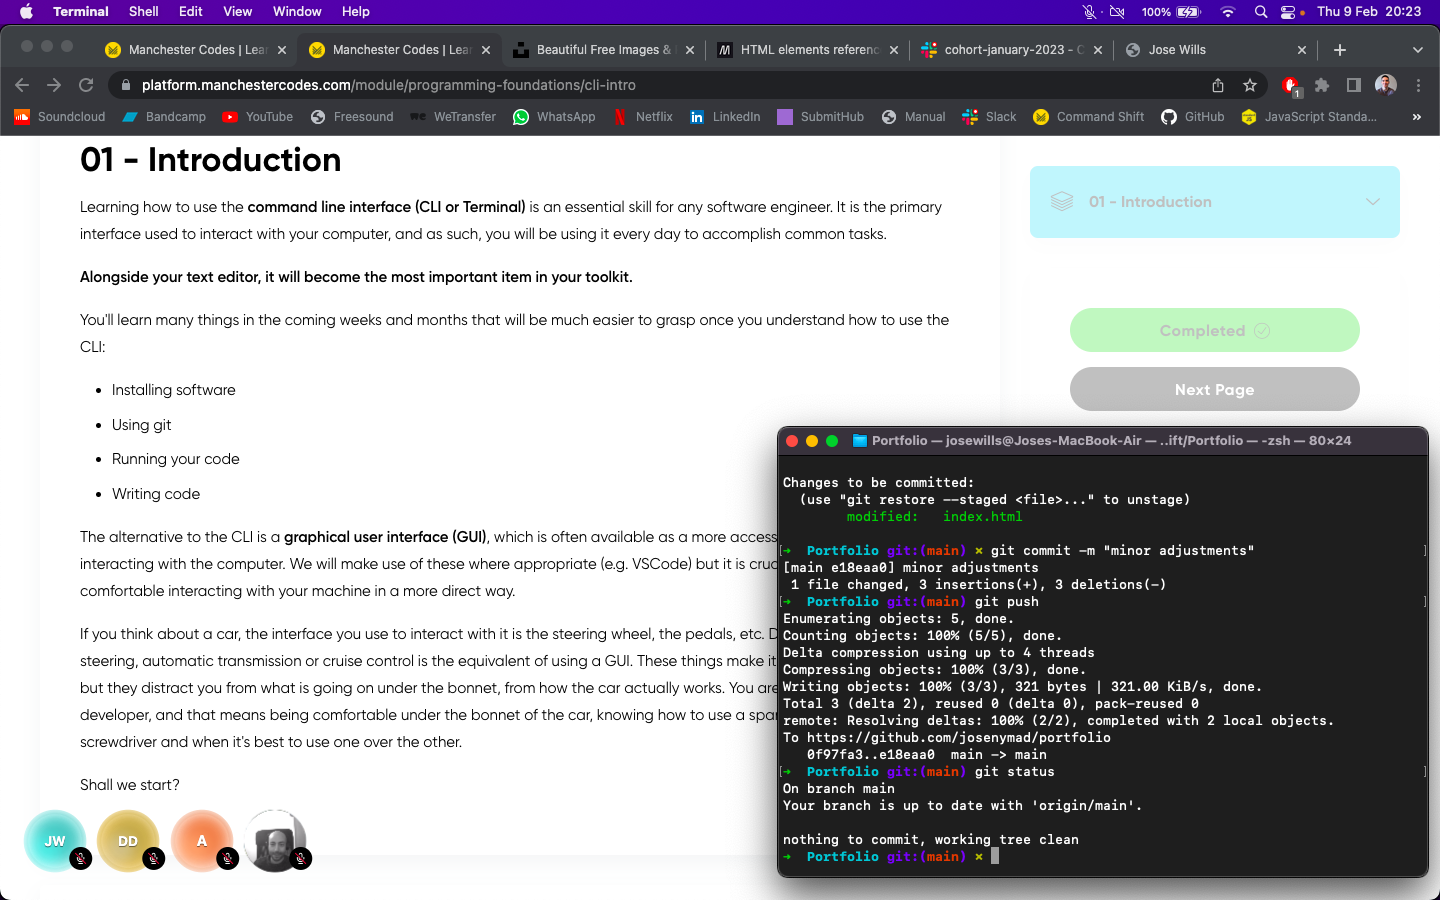 Terminal Shell Edit View Window Help 100% Thu 9 Feb 20:23
Manchester Codes | Lear
Manchester Codes | Lear
Beautiful Free Images &
HTML elements referenc
cohort-january-2023 - C
Jose Wills
platform.manchestercodes.com/module/programming-foundations/cli-intro
1
Soundcloud Bandcamp YouTube Freesound we WeTransfer WhatsApp Netflix LinkedIn SubmitHub Manual Slack Command Shift GitHub JavaScript Standa... »
01 - Introduction
Learning how to use the command line interface (CLI or Terminal) is an essential skill for any software engineer. It is the primary
interface used to interact with your computer, and as such, you will be using it every day to accomplish common tasks.
Alongside your text editor, it will become the most important item in your toolkit.
You'll learn many things in the coming weeks and months that will be much easier to grasp once you understand how to use the
CLI:
• Installing software
• Using git
• Running your code
• Writing code
The alternative to the CLI is a graphical user interface (GUI), which is often available as a more access
interacting with the computer. We will make use of these where appropriate (e.g. VSCode) but it is cruc
comfortable interacting with your machine in a more direct way.
If you think about a car, the interface you use to interact with it is the steering wheel, the pedals, etc. D
steering, automatic transmission or cruise control is the equivalent of using a GUI. These things make it
but they distract you from what is going on under the bonnet, from how the car actually works. You are
developer, and that means being comfortable under the bonnet of the car, knowing how to use a spa
screwdriver and when it's best to use one over the other.
Shall we start?
JW DD A
01 - Introduction
Completed
Next Page
Portfolio — josewills@Joses-MacBook-Air — ..ift/Portfolio — -zsh — 80×24
Changes to be committed:
(use "git restore --staged <file>..." to unstage)
modified: index.html
[➜ Portfolio git:(main) ✗ git commit -m "minor adjustments" ]
[main e18eaa0] minor adjustments
1 file changed, 3 insertions(+), 3 deletions(-)
[➜ Portfolio git:(main) git push ]
Enumerating objects: 5, done.
Counting objects: 100% (5/5), done.
Delta compression using up to 4 threads
Compressing objects: 100% (3/3), done.
Writing objects: 100% (3/3), 321 bytes | 321.00 KiB/s, done.
Total 3 (delta 2), reused 0 (delta 0), pack-reused 0
remote: Resolving deltas: 100% (2/2), completed with 2 local objects.
To https://github.com/josenymad/portfolio
0f97fa3..e18eaa0 main -> main
[➜ Portfolio git:(main) git status ]
On branch main
Your branch is up to date with 'origin/main'.
nothing to commit, working tree clean
➜ Portfolio git:(main) ✗